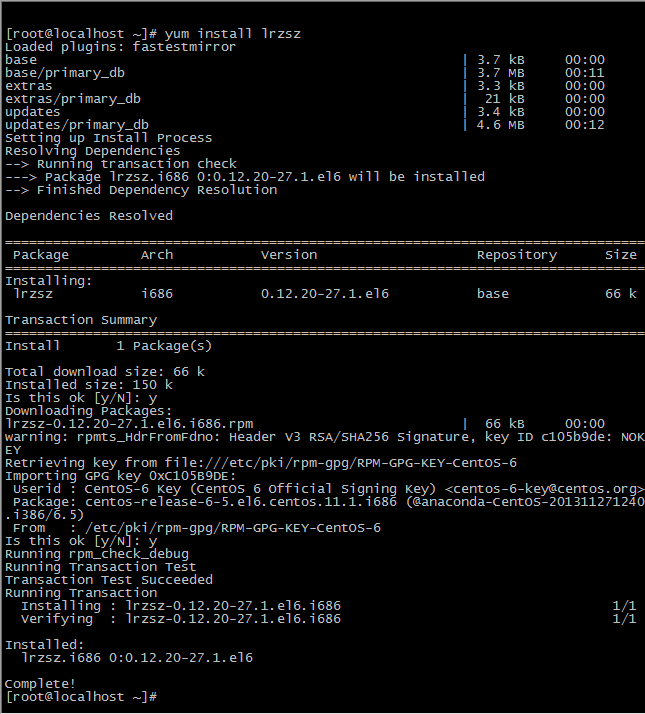 [root@localhost ~]# yum install lrzsz
Loaded plugins: fastestmirror
base                                                     | 3.7 kB     00:00
base/primary_db                                          | 3.7 MB     00:11
extras                                                   | 3.3 kB     00:00
extras/primary_db                                        |  21 kB     00:00
updates                                                  | 3.4 kB     00:00
updates/primary_db                                       | 4.6 MB     00:12
Setting up Install Process
Resolving Dependencies
--> Running transaction check
---> Package lrzsz.i686 0:0.12.20-27.1.el6 will be installed
--> Finished Dependency Resolution

Dependencies Resolved

================================================================================
 Package         Arch           Version                    Repository      Size
================================================================================
Installing:
 lrzsz           i686           0.12.20-27.1.el6           base            66 k

Transaction Summary
================================================================================
Install       1 Package(s)

Total download size: 66 k
Installed size: 150 k
Is this ok [y/N]: y
Downloading Packages:
lrzsz-0.12.20-27.1.el6.i686.rpm                          |  66 kB     00:00
warning: rpmts_HdrFromFdno: Header V3 RSA/SHA256 Signature, key ID c105b9de: NOK
EY
Retrieving key from file:///etc/pki/rpm-gpg/RPM-GPG-KEY-CentOS-6
Importing GPG key 0xC105B9DE:
 Userid : CentOS-6 Key (CentOS 6 Official Signing Key) <centos-6-key@centos.org>
 Package: centos-release-6-5.el6.centos.11.1.i686 (@anaconda-CentOS-201311271240
.i386/6.5)
 From   : /etc/pki/rpm-gpg/RPM-GPG-KEY-CentOS-6
Is this ok [y/N]: y
Running rpm_check_debug
Running Transaction Test
Transaction Test Succeeded
Running Transaction
  Installing : lrzsz-0.12.20-27.1.el6.i686                                  1/1
  Verifying  : lrzsz-0.12.20-27.1.el6.i686                                  1/1

Installed:
  lrzsz.i686 0:0.12.20-27.1.el6

Complete!
[root@localhost ~]#